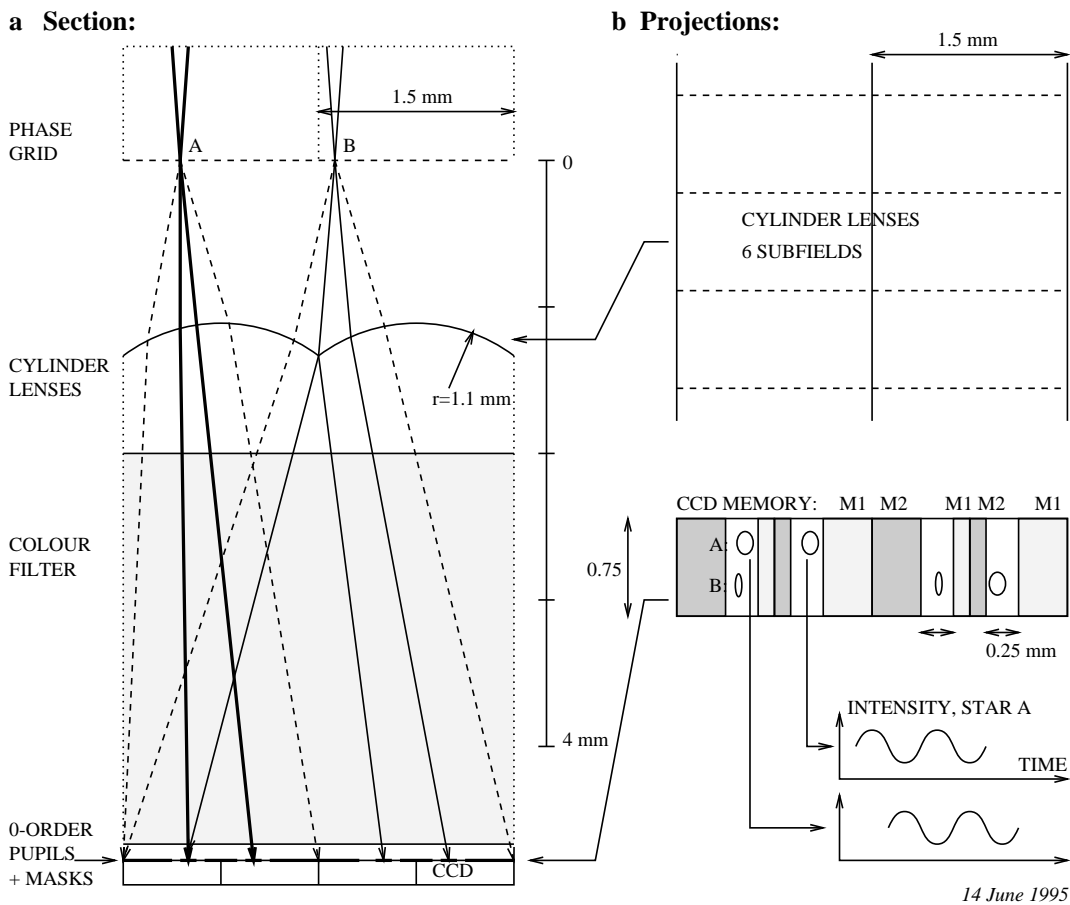 a Section:
PHASE
GRID
A
B
1.5 mm
0
CYLINDER
LENSES
r=1.1 mm
COLOUR
FILTER
4 mm
0-ORDER
PUPILS
+ MASKS
CCD
b Projections:
1.5 mm
CYLINDER LENSES
6 SUBFIELDS
CCD MEMORY: M1 M2 M1 M2 M1
A:
B:
0.75
0.25 mm
INTENSITY, STAR A
TIME
14 June 1995